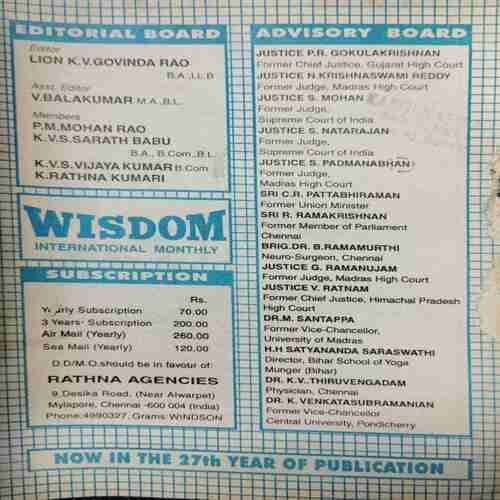 EDITORIAL BOARD
Editor
LION K.V.GOVINDA RAO
B.A.,LL.B
Asst. Editor
V.BALAKUMAR M.A.,B.L.
Members
P.M.MOHAN RAO
K.V.S.SARATH BABU
B.A., B.Com.,B.L.
K.V.S.VIJAYA KUMAR B.Com
K.RATHNA KUMARI
WISDOM
INTERNATIONAL MONTHLY
SUBSCRIPTION
Rs.
Yearly Subscription 70.00
3 Years' Subscription 200.00
Air Mail (Yearly) 260.00
Sea Mail (Yearly) 120.00
D.D/M.O.should be in favour of:
RATHNA AGENCIES
9,Desika Road, (Near Alwarpet)
Mylapore, Chennai -600 004 (India)
Phone:4990327, Grams:WINDSON
ADVISORY BOARD
JUSTICE P.R. GOKULAKRISHNAN
Former Chief Justice, Gujarat High Court
JUSTICE N.KRISHNASWAMI REDDY
Former Judge, Madras High Court
JUSTICE S. MOHAN
Former Judge,
Supreme Court of India
JUSTICE S. NATARAJAN
Former Judge,
Supreme Court of India
JUSTICE S. PADMANABHAN
Former Judge,
Madras High Court
SRI C.R. PATTABHIRAMAN
Former Union Minister
SRI R. RAMAKRISHNAN
Former Member of Parliament
Chennai
BRIG.DR. B.RAMAMURTHI
Neuro-Surgeon, Chennai
JUSTICE G. RAMANUJAM
Former Judge, Madras High Court
JUSTICE V. RATNAM
Former Chief Justice, Himachal Pradesh
High Court
DR.M. SANTAPPA
Former Vice-Chancellor,
University of Madras
H.H SATYANANDA SARASWATHI
Director, Bihar School of Yoga
Munger (Bihar)
DR. K.V.THIRUVENGADAM
Physician, Chennai
DR. K. VENKATASUBRAMANIAN
Former Vice-Chancellor
Central University, Pondicherry
NOW IN THE 27th YEAR OF PUBLICATION